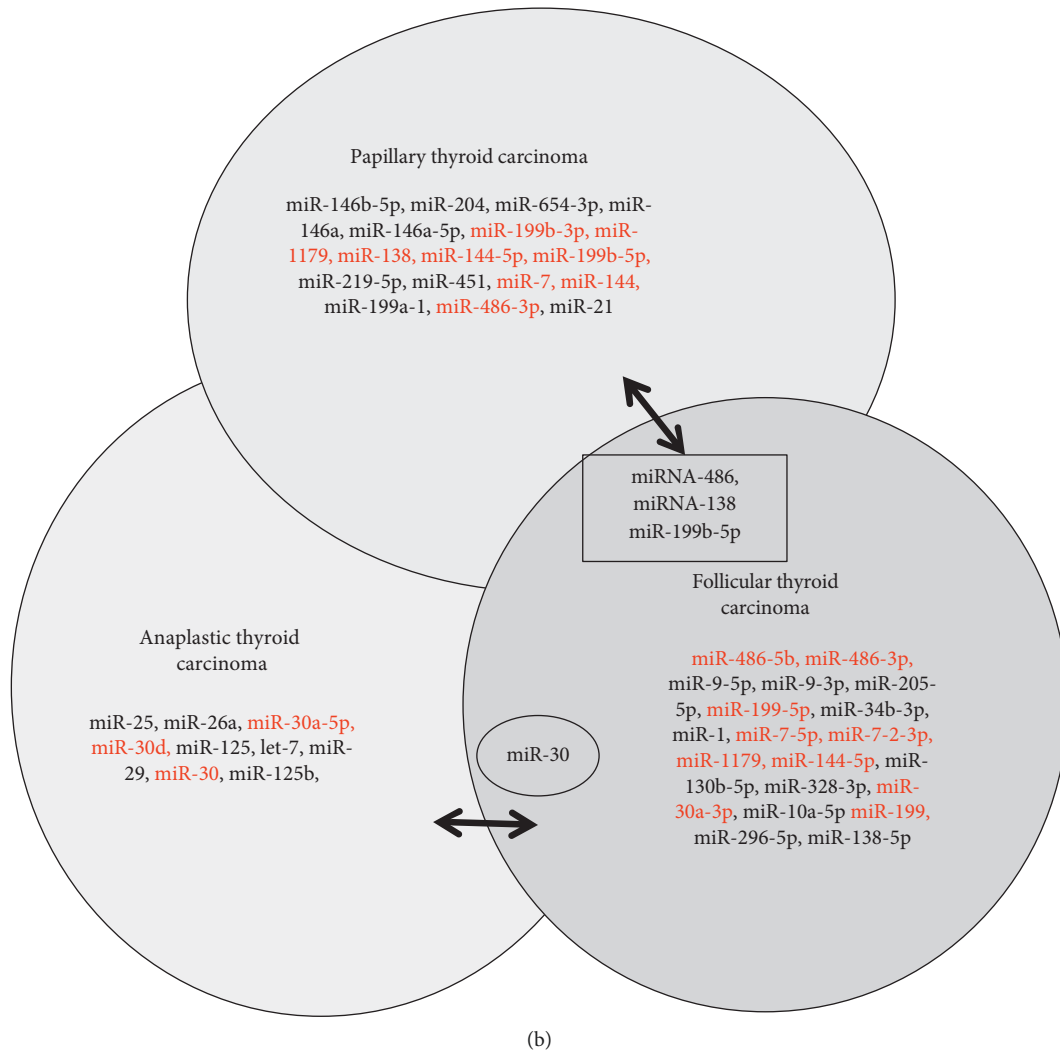 Papillary thyroid carcinoma
miR-146b-5p, miR-204, miR-654-3p, miR-
146a, miR-146a-5p, miR-199b-3p, miR-
1179, miR-138, miR-144-5p, miR-199b-5p,
miR-219-5p, miR-451, miR-7, miR-144,
miR-199a-1, miR-486-3p, miR-21
miRNA-486,
miRNA-138
miR-199b-5p
Follicular thyroid
carcinoma
miR-486-5b, miR-486-3p,
miR-9-5p, miR-9-3p, miR-205-
5p, miR-199-5p, miR-34b-3p,
miR-1, miR-7-5p, miR-7-2-3p,
miR-1179, miR-144-5p, miR-
130b-5p, miR-328-3p, miR-
30a-3p, miR-10a-5p miR-199,
miR-296-5p, miR-138-5p
Anaplastic thyroid
carcinoma
miR-25, miR-26a, miR-30a-5p,
miR-30d, miR-125, let-7, miR-
29, miR-30, miR-125b,
miR-30
(b)